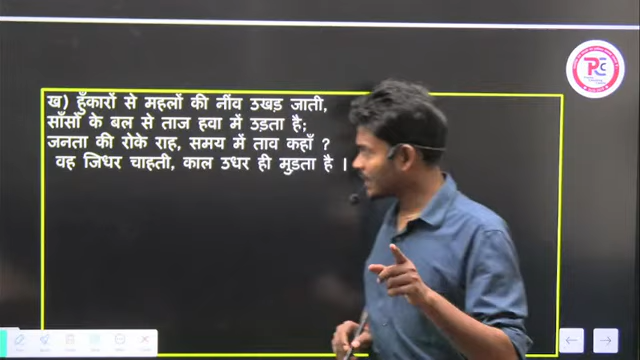 ख) हुँकारों से महलों की नींव उखड़ जाती,
साँसों के बल से ताज हवा में उड़ता है;
जनता की रोके राह, समय में ताव कहाँ ?
वह जिधर चाहती, काल उधर ही मुड़ता है ।